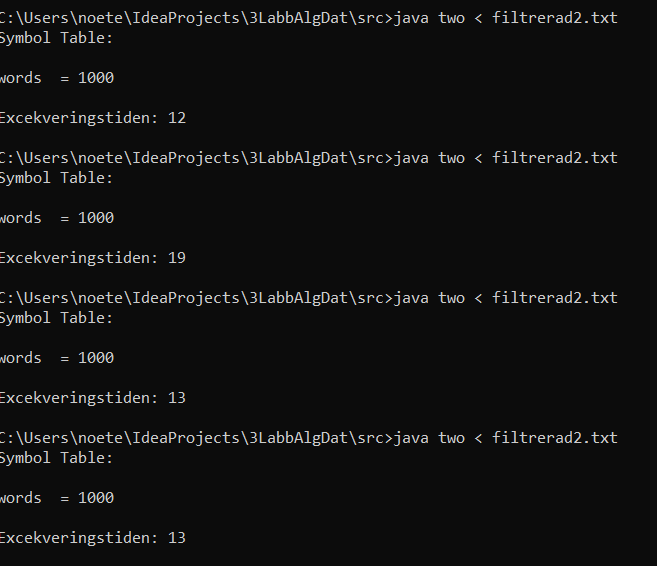 C:\Users\noete\IdeaProjects\3LabbAlgDat\src>java two < filtrerad2.txt
Symbol Table:
words  = 1000
Excekveringstiden: 12
C:\Users\noete\IdeaProjects\3LabbAlgDat\src>java two < filtrerad2.txt
Symbol Table:
words  = 1000
Excekveringstiden: 19
C:\Users\noete\IdeaProjects\3LabbAlgDat\src>java two < filtrerad2.txt
Symbol Table:
words  = 1000
Excekveringstiden: 13
C:\Users\noete\IdeaProjects\3LabbAlgDat\src>java two < filtrerad2.txt
Symbol Table:
words  = 1000
Excekveringstiden: 13